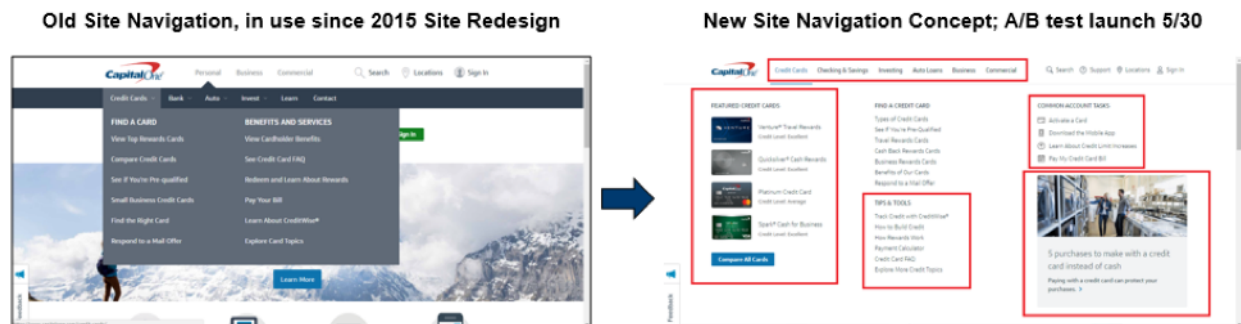 Old Site Navigation, in use since 2015 Site Redesign
New Site Navigation Concept; A/B test launch 5/30
Capital One
Personal Business Commercial
Search Locations Sign In
Credit Cards Bank Auto Invest Learn Contact
FIND A CARD
View Top Rewards Cards
Compare Credit Cards
See If You're Pre-qualified
Small Business Credit Cards
Find the Right Card
Respond to a Mail Offer
BENEFITS AND SERVICES
View Cardholder Benefits
See Credit Card FAQ
Redeem and Learn About Rewards
Pay Your Bill
Learn About CreditWise®
Explore Card Topics
Sign In
Learn More
Feedback
Capital One
Credit Cards Checking & Savings Investing Auto Loans Business Commercial
Search Support Locations Sign In
FEATURED CREDIT CARDS
Venture® Travel Rewards
Credit Level: Excellent
Quicksilver® Cash Rewards
Credit Level: Excellent
Platinum Credit Card
Credit Level: Average
Spark® Cash for Business
Credit Level: Excellent
Compare All Cards
FIND A CREDIT CARD
Types of Credit Cards
See If You're Pre-Qualified
Travel Rewards Cards
Cash Back Rewards Cards
Business Rewards Cards
Benefits of Our Cards
Respond to a Mail Offer
TIPS & TOOLS
Track Credit with CreditWise®
How to Build Credit
How Rewards Work
Payment Calculator
Credit Card FAQ
Explore More Credit Topics
COMMON ACCOUNT TASKS
Activate a Card
Download the Mobile App
Learn About Credit Limit Increases
Pay My Credit Card Bill
5 purchases to make with a credit
card instead of cash
Paying with a credit card can protect your
purchases. >
Feedback